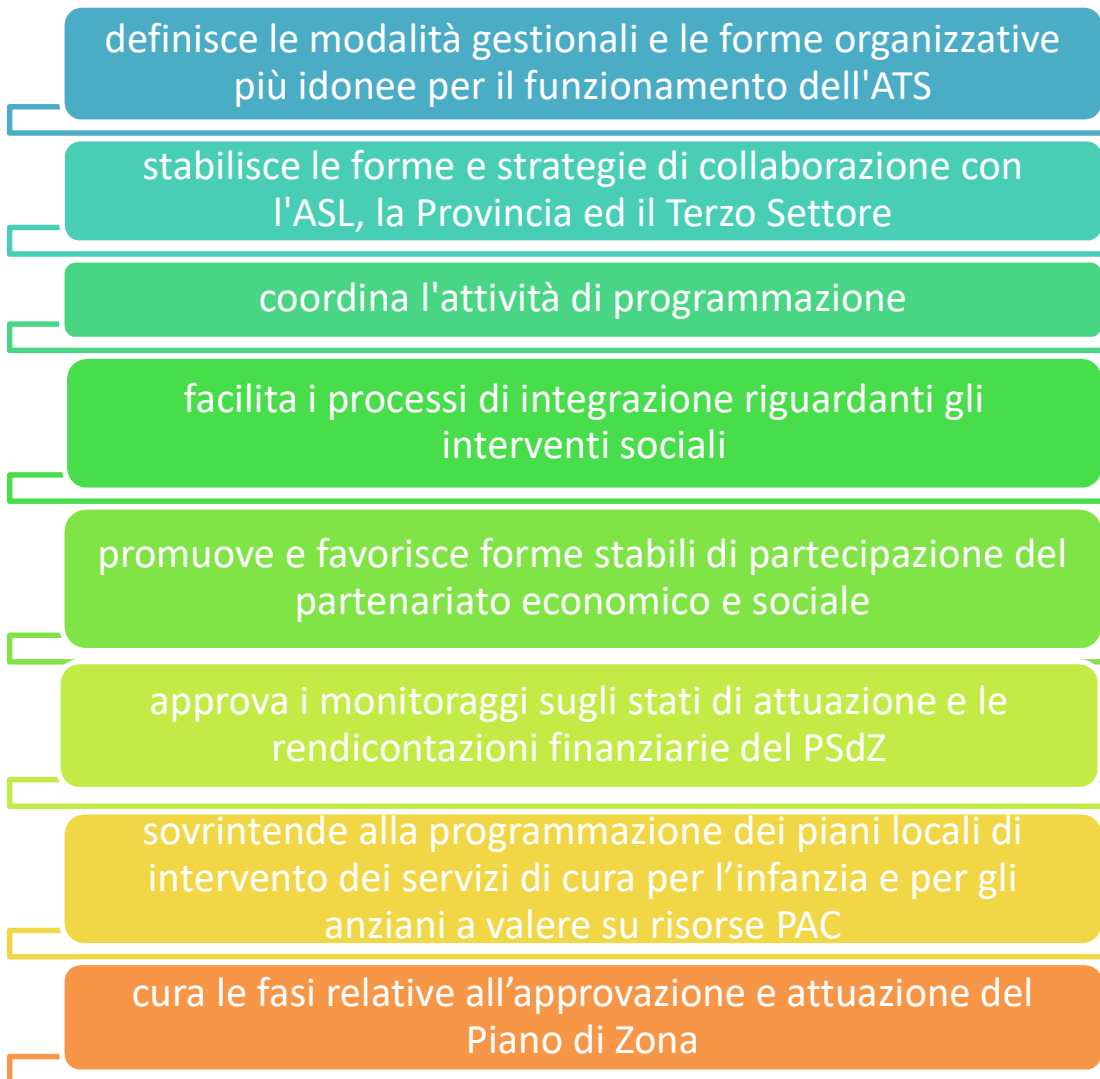 definisce le modalità gestionali e le forme organizzative
più idonee per il funzionamento dell'ATS
stabilisce le forme e strategie di collaborazione con
l'ASL, la Provincia ed il Terzo Settore
coordina l'attività di programmazione
facilita i processi di integrazione riguardanti gli
interventi sociali
promuove e favorisce forme stabili di partecipazione del
partenariato economico e sociale
approva i monitoraggi sugli stati di attuazione e le
rendicontazioni finanziarie del PSdZ
sovrintende alla programmazione dei piani locali di
intervento dei servizi di cura per l’infanzia e per gli
anziani a valere su risorse PAC
cura le fasi relative all’approvazione e attuazione del
Piano di Zona